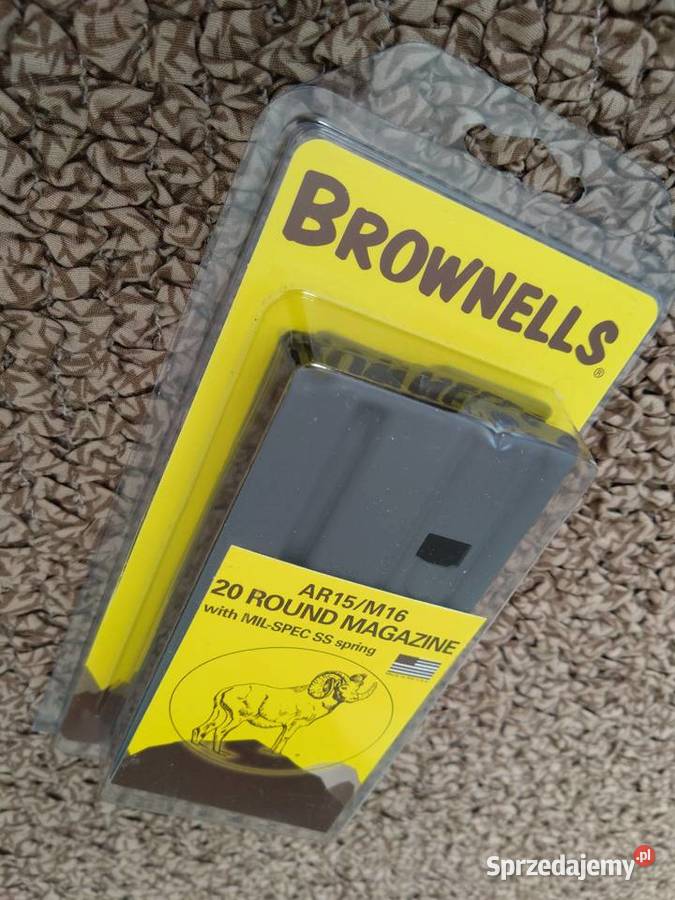 BROWNELLS®
AR15/M16
20 ROUND MAGAZINE
with MIL-SPEC SS spring
Sprzedajemy.pl